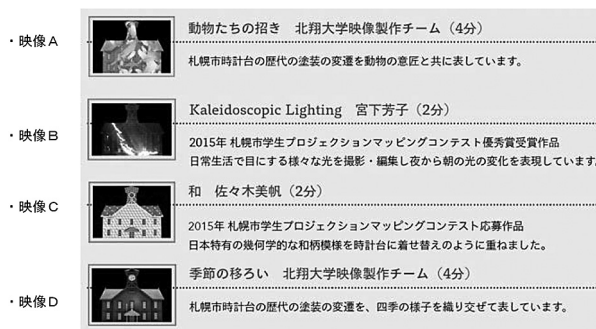 ・映像A
動物たちの招き　北翔大学映像製作チーム（4分）
札幌市時計台の歴代の塗装の変遷を動物の意匠と共に表しています。
・映像B
Kaleidoscopic Lighting　宮下芳子（2分）
2015年 札幌市学生プロジェクションマッピングコンテスト優秀賞受賞作品
日常生活で目にする様々な光を撮影・編集し夜から朝の光の変化を表現しています
・映像C
和　佐々木美帆（2分）
2015年 札幌市学生プロジェクションマッピングコンテスト応募作品
日本特有の幾何学的な和柄模様を時計台に着せ替えのように重ねました。
・映像D
季節の移ろい　北翔大学映像製作チーム（4分）
札幌市時計台の歴代の塗装の変遷を、四季の様子を織り交ぜて表しています。